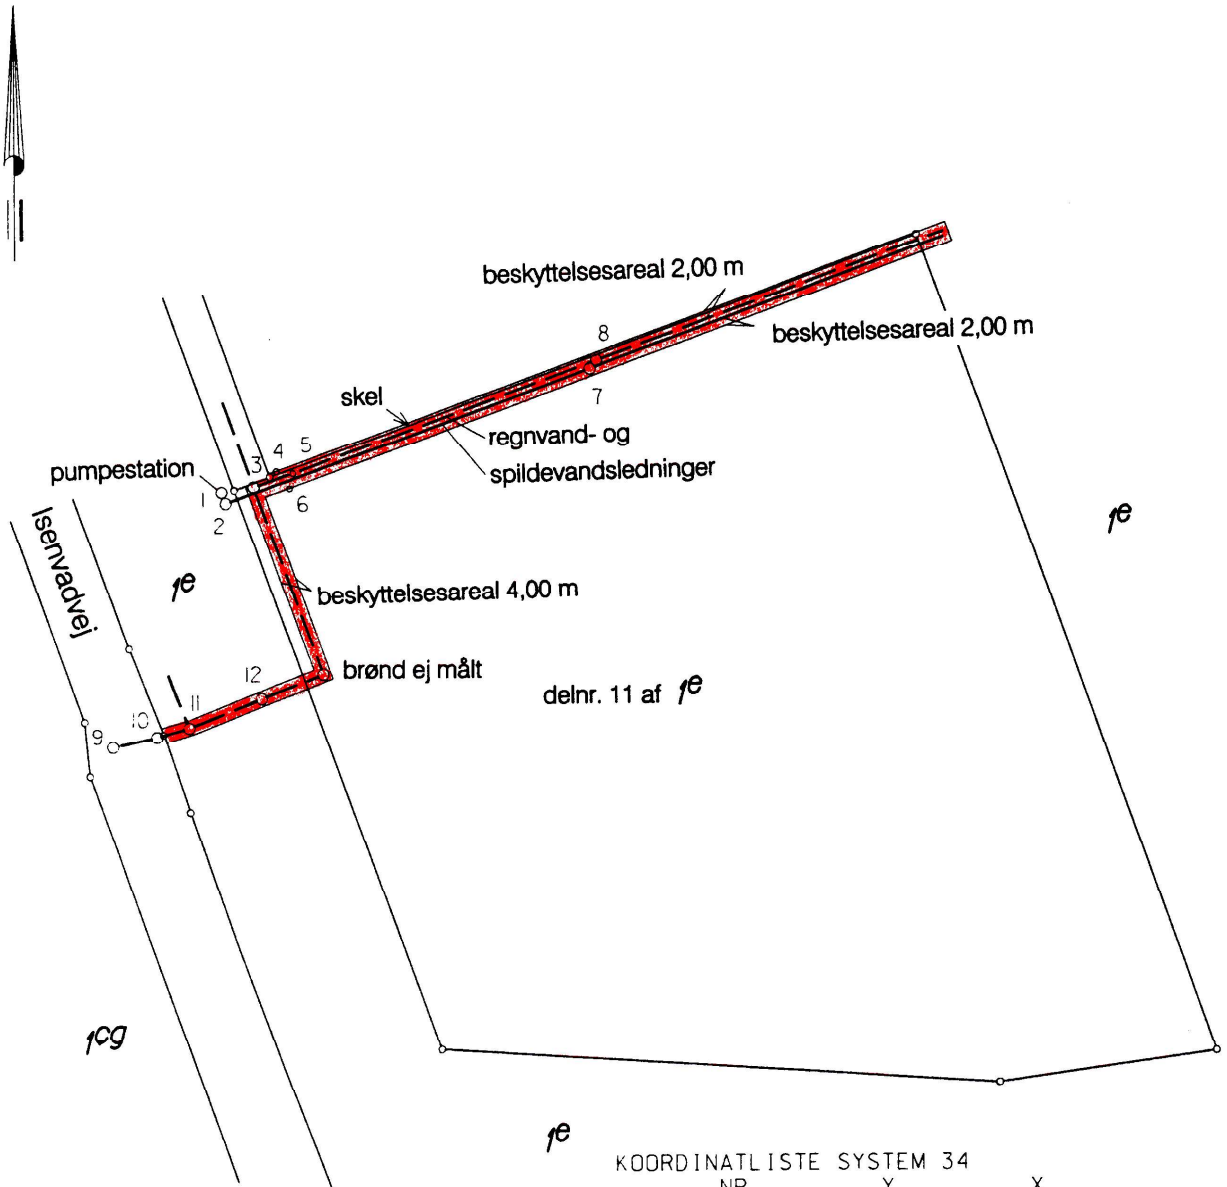 beskyttelsesareal 2,00 m
beskyttelsesareal 2,00 m
8
7
skel
regnvand- og
spildevandsledninger
pumpestation
3 4 5
1
2
6
Isenvadvej
1e
1e
beskyttelsesareal 4,00 m
brønd ej målt
12
11
10
9
delnr. 11 af 1e
1cg
1e
KOORDINATLISTE SYSTEM 34
NR Y X